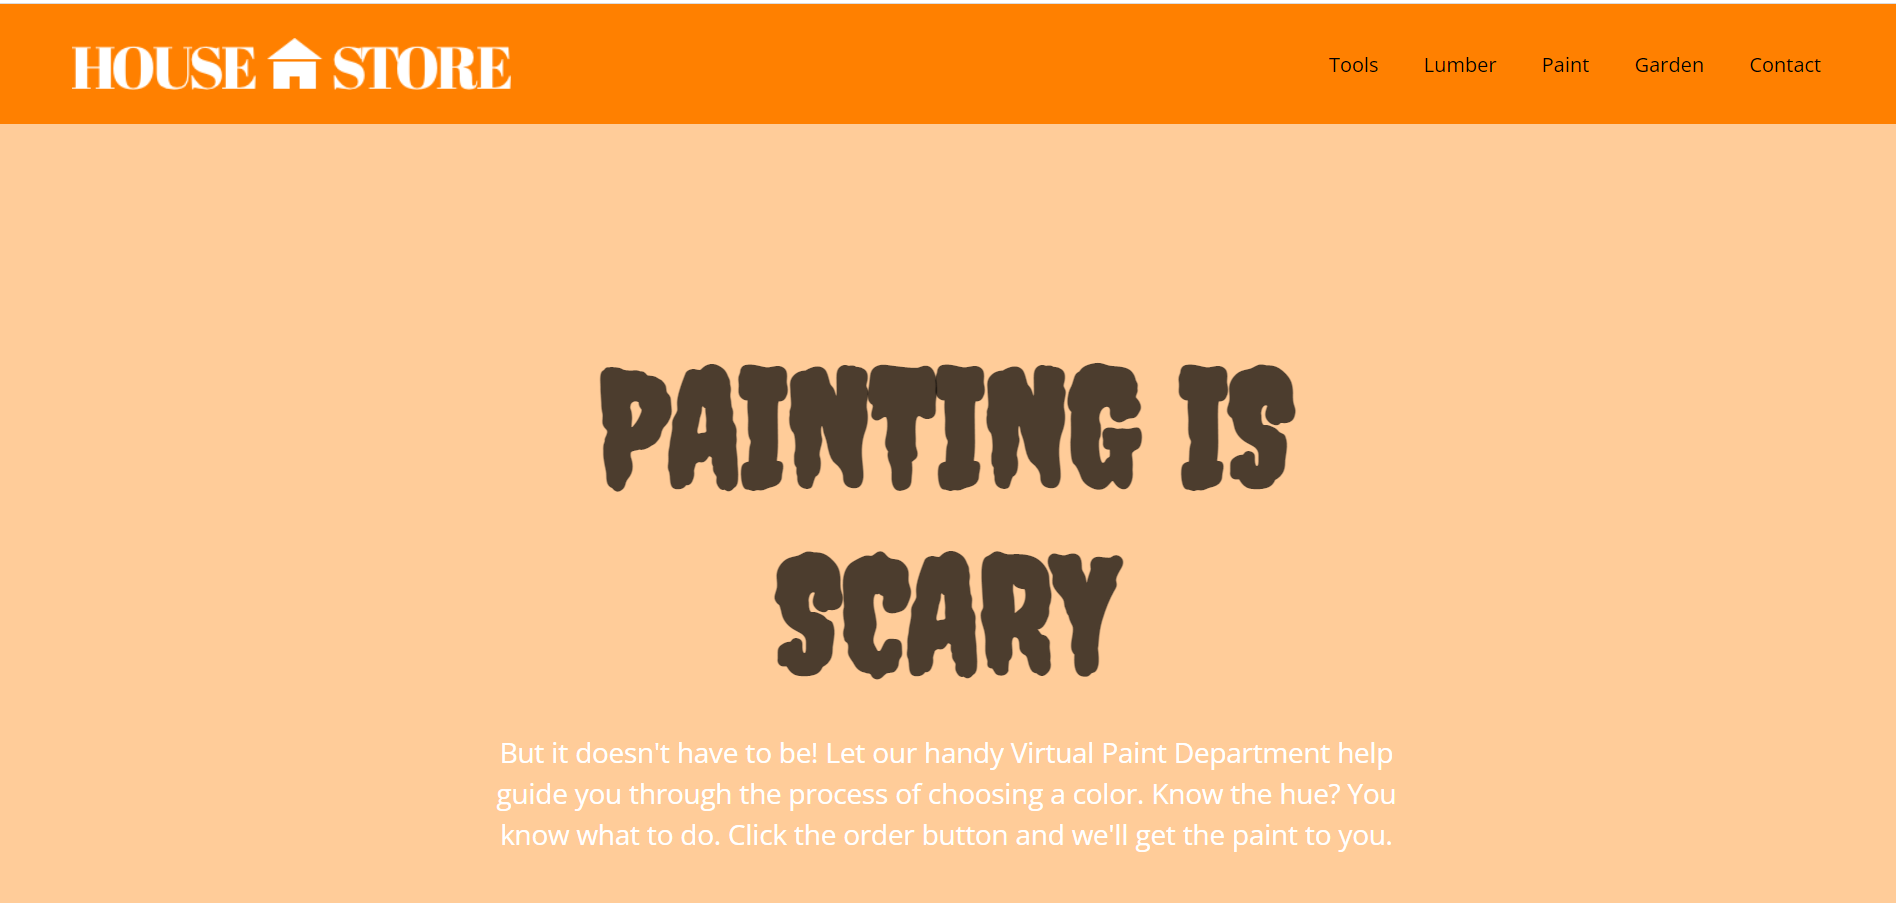 HOUSE STORE
Tools Lumber Paint Garden Contact
PAINTING IS
SCARY
But it doesn't have to be! Let our handy Virtual Paint Department help
guide you through the process of choosing a color. Know the hue? You
know what to do. Click the order button and we'll get the paint to you.